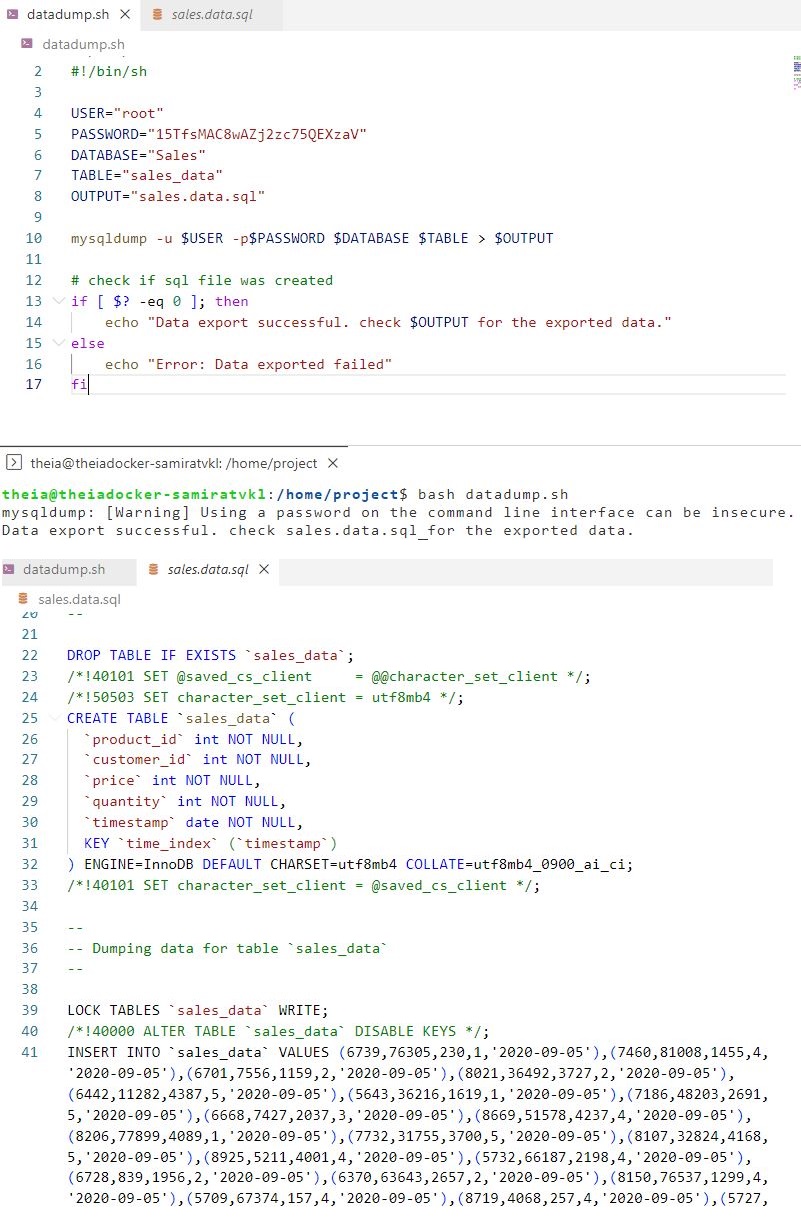 datadump.sh ×
sales.data.sql
datadump.sh
2 #!/bin/sh
3
4 USER="root"
5 PASSWORD="15TfsMAC8wAZj2zc75QEXzaV"
6 DATABASE="Sales"
7 TABLE="sales_data"
8 OUTPUT="sales.data.sql"
9
10 mysqldump -u $USER -p$PASSWORD $DATABASE $TABLE > $OUTPUT
11
12 # check if sql file was created
13 if [ $? -eq 0 ]; then
14     echo "Data export successful. check $OUTPUT for the exported data."
15 else
16     echo "Error: Data exported failed"
17 fi
theia@theiadocker-samiratvkl: /home/project ×
theia@theiadocker-samiratvkl:/home/project$ bash datadump.sh
mysqldump: [Warning] Using a password on the command line interface can be insecure.
Data export successful. check sales.data.sql_for the exported data.
datadump.sh
sales.data.sql ×
sales.data.sql
20 --
21
22 DROP TABLE IF EXISTS `sales_data`;
23 /*!40101 SET @saved_cs_client     = @@character_set_client */;
24 /*!50503 SET character_set_client = utf8mb4 */;
25 CREATE TABLE `sales_data` (
26   `product_id` int NOT NULL,
27   `customer_id` int NOT NULL,
28   `price` int NOT NULL,
29   `quantity` int NOT NULL,
30   `timestamp` date NOT NULL,
31   KEY `time_index` (`timestamp`)
32 ) ENGINE=InnoDB DEFAULT CHARSET=utf8mb4 COLLATE=utf8mb4_0900_ai_ci;
33 /*!40101 SET character_set_client = @saved_cs_client */;
34
35 --
36 -- Dumping data for table `sales_data`
37 --
38
39 LOCK TABLES `sales_data` WRITE;
40 /*!40000 ALTER TABLE `sales_data` DISABLE KEYS */;
41 INSERT INTO `sales_data` VALUES (6739,76305,230,1,'2020-09-05'),(7460,81008,1455,4,
'2020-09-05'),(6701,7556,1159,2,'2020-09-05'),(8021,36492,3727,2,'2020-09-05'),
(6442,11282,4387,5,'2020-09-05'),(5643,36216,1619,1,'2020-09-05'),(7186,48203,2691,
5,'2020-09-05'),(6668,7427,2037,3,'2020-09-05'),(8669,51578,4237,4,'2020-09-05'),
(8206,77899,4089,1,'2020-09-05'),(7732,31755,3700,5,'2020-09-05'),(8107,32824,4168,
5,'2020-09-05'),(8925,5211,4001,4,'2020-09-05'),(5732,66187,2198,4,'2020-09-05'),
(6728,839,1956,2,'2020-09-05'),(6370,63643,2657,2,'2020-09-05'),(8150,76537,1299,4,
'2020-09-05'),(5709,67374,157,4,'2020-09-05'),(8719,4068,257,4,'2020-09-05'),(5727,